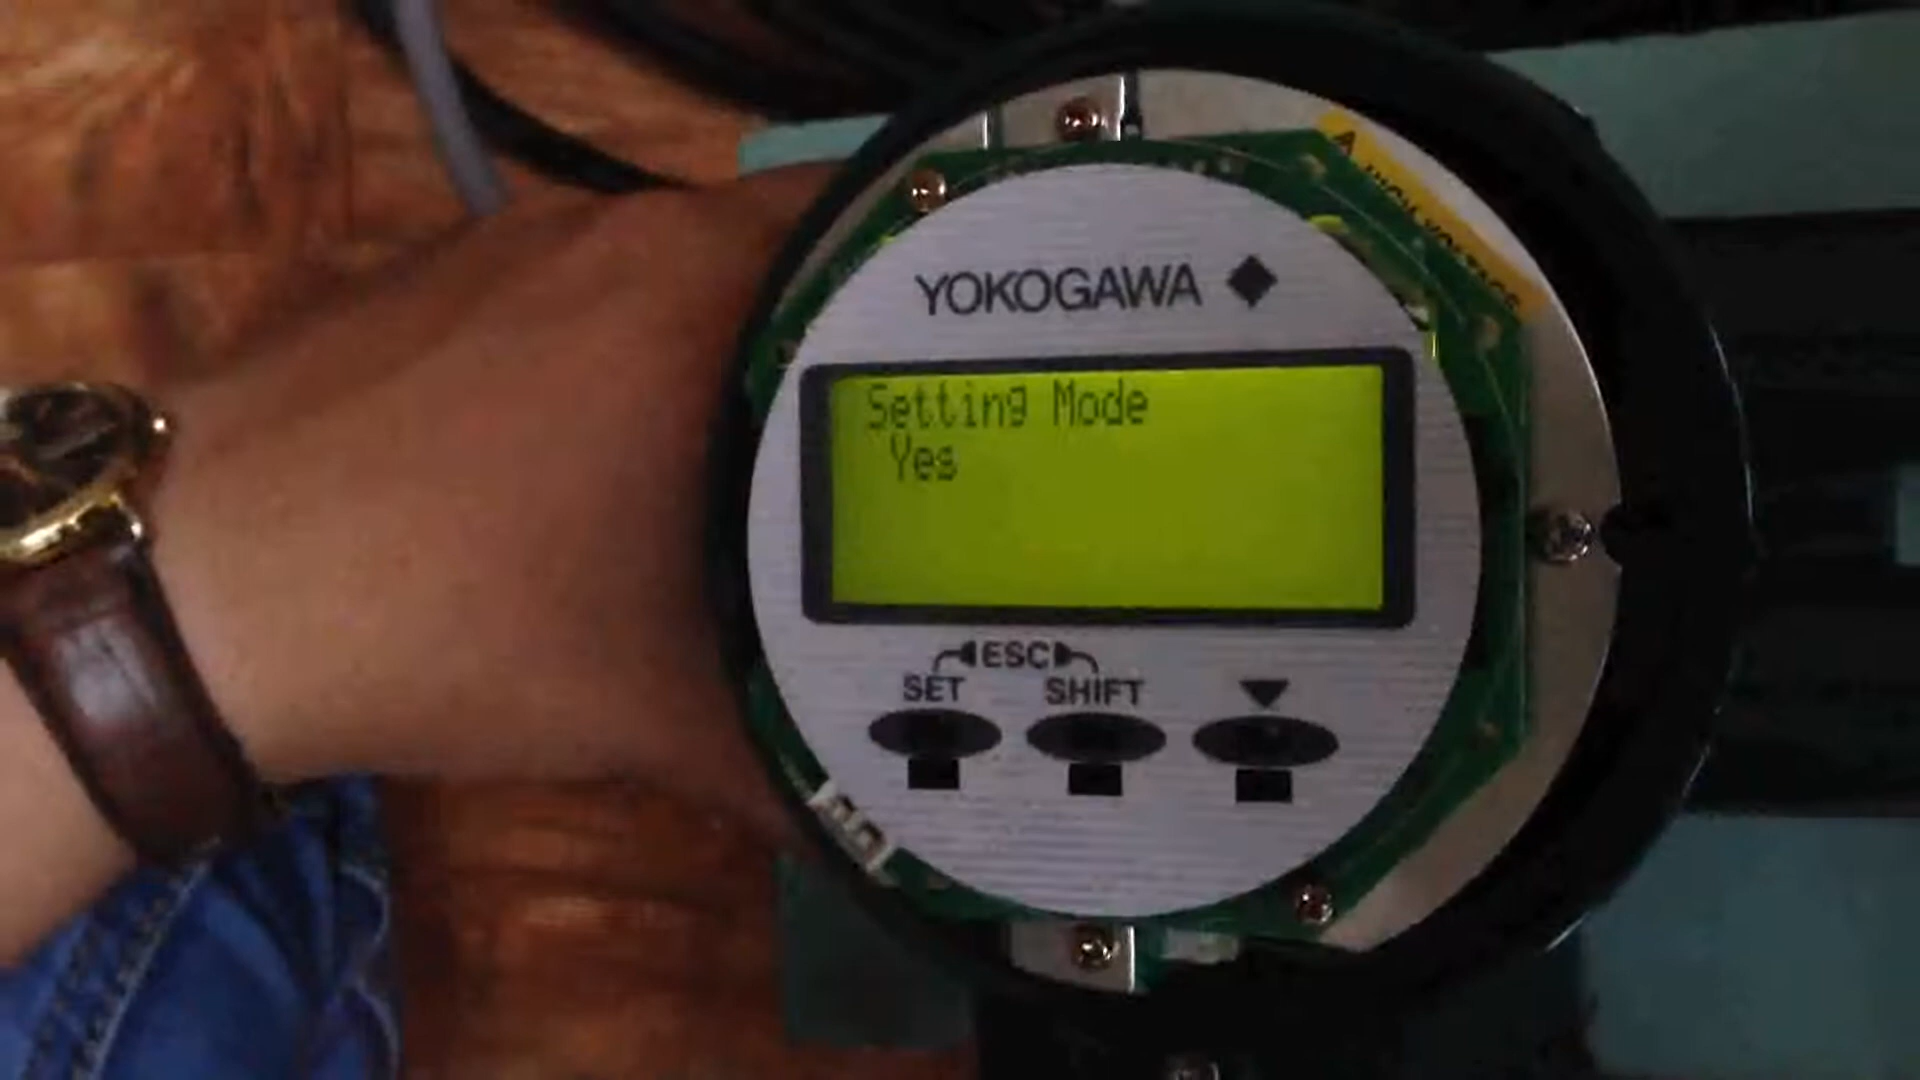 YOKOGAWA
Setting Mode
Yes
ESC
SET SHIFT